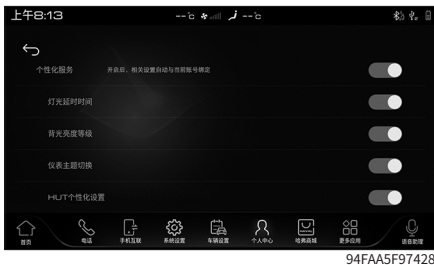 上午8:13 --℃ --℃
个性化服务 开启后、相关设置自动与当前账号绑定
灯光延时时间
背光亮度等级
仪表主题切换
HUT个性化设置
首页 电话 手机互联 系统设置 车辆设置 个人中心 哈弗商城 更多应用 语音助理
94FAA5F97428